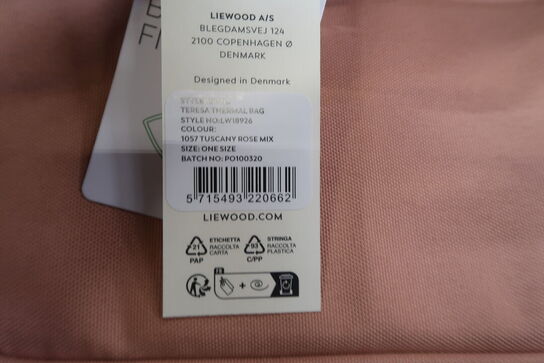 LIEWOOD A/S
BLEGDAMSVEJ 124
2100 COPENHAGEN Ø
DENMARK
Designed in Denmark
TERESA THERMAL BAG
STYLE NO:LW18926
COLOUR:
1057 TUSCANY ROSE MIX
SIZE: ONE SIZE
BATCH NO: PO100320
5 715493 220662
LIEWOOD.COM
21
PAP
ETICHETTA
RACCOLTA
CARTA
93
C/PP
STRINGA
RACCOLTA
PLASTICA
FR
+